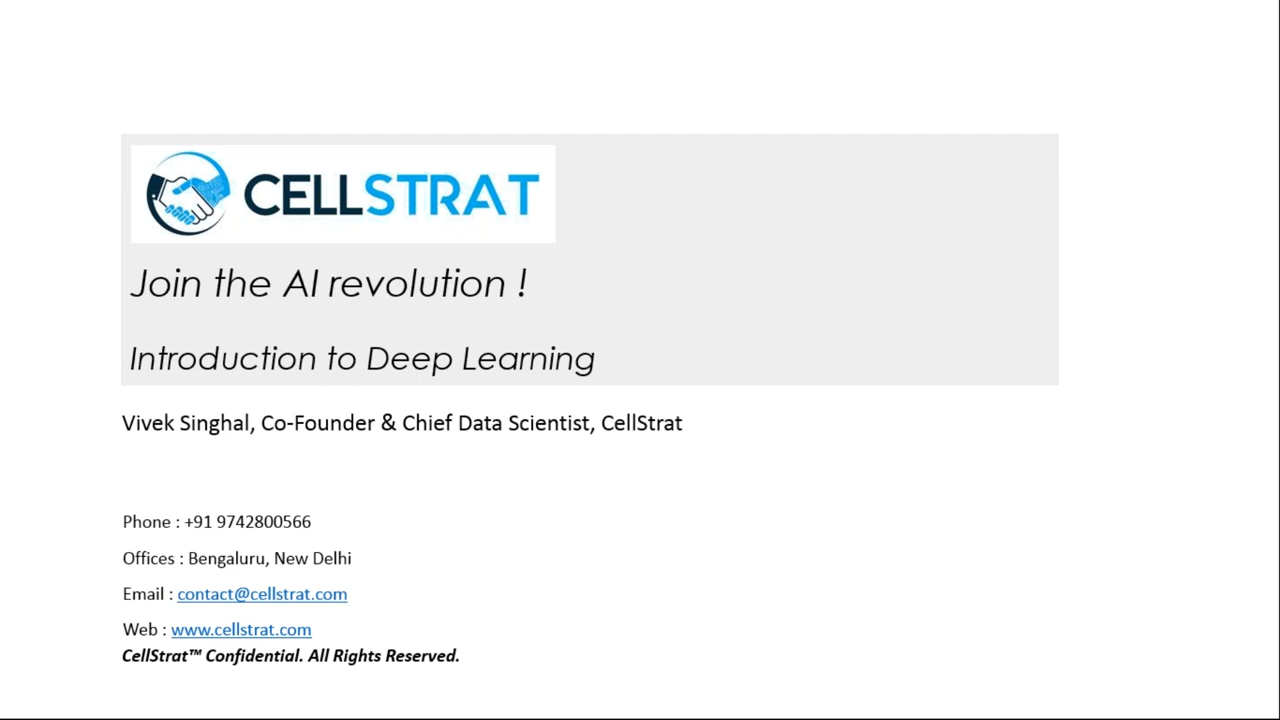 CELLSTRAT
Join the AI revolution !
Introduction to Deep Learning
Vivek Singhal, Co-Founder & Chief Data Scientist, CellStrat
Phone : +91 9742800566
Offices : Bengaluru, New Delhi
Email : contact@cellstrat.com
Web : www.cellstrat.com
CellStrat™ Confidential. All Rights Reserved.